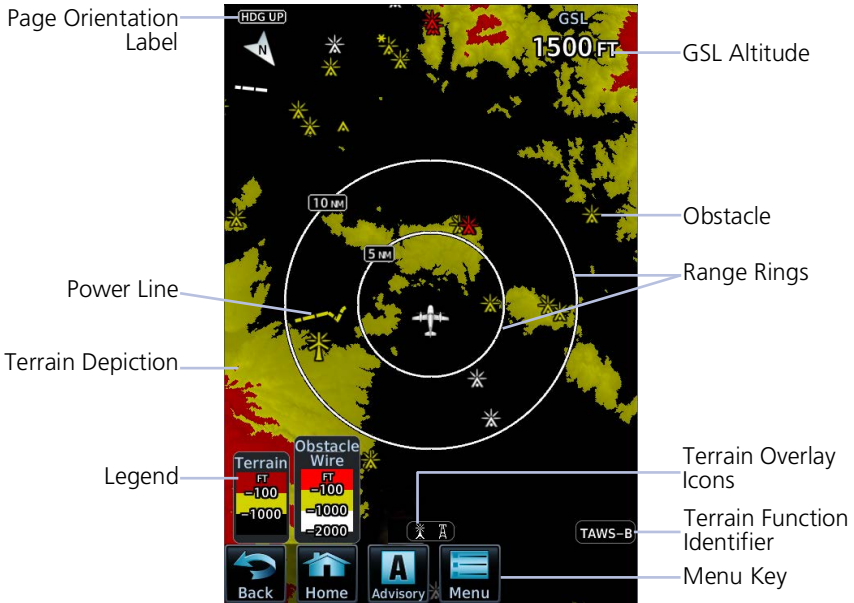 Page Orientation
Label
HDG UP
N
GSL
1500 FT
GSL Altitude
10 NM
5 NM
Obstacle
Range Rings
Power Line
Terrain Depiction
Legend
Terrain
FT
-100
-1000
Obstacle
Wire
FT
-100
-1000
-2000
Terrain Overlay
Icons
TAWS-B
Terrain Function
Identifier
Back
Home
A
Advisory
Menu
Menu Key